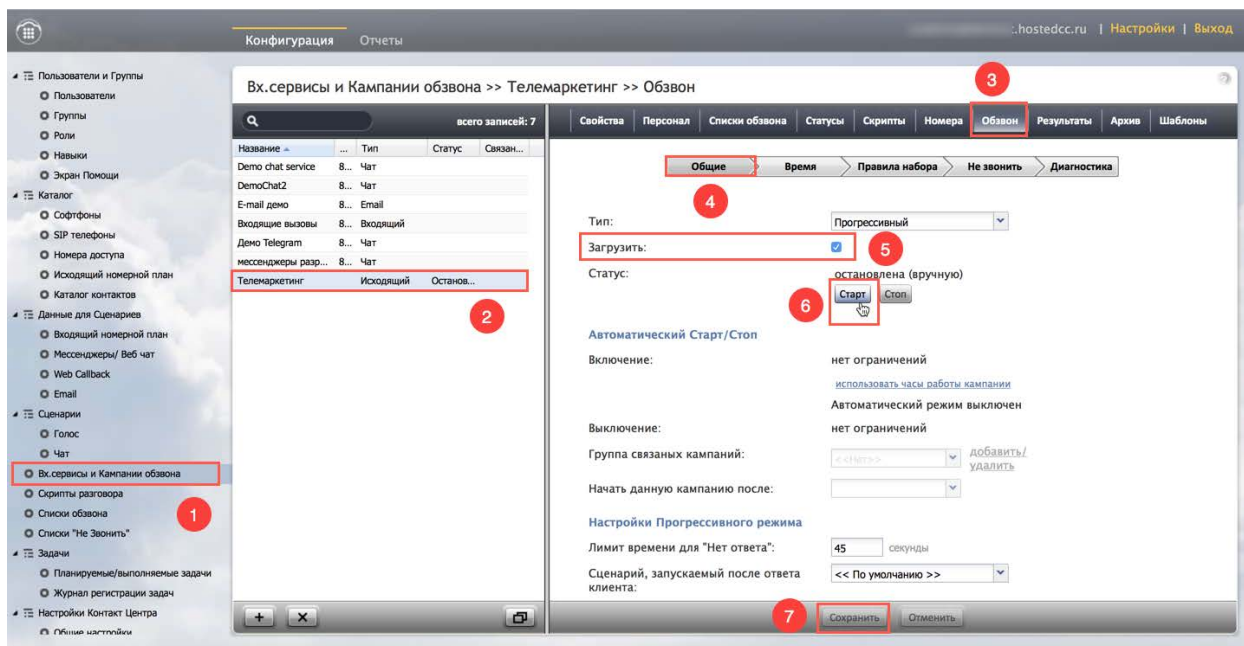 Конфигурация Отчеты
.hostedcc.ru | Настройки | Выход
Пользователи и Группы
Пользователи
Группы
Роли
Навыки
Экран Помощи
Каталог
Софтфоны
SIP телефоны
Номера доступа
Исходящий номерной план
Каталог контактов
Данные для Сценариев
Входящий номерной план
Мессенджеры/ Веб чат
Web Callback
Email
Сценарии
Голос
Чат
Вх.сервисы и Кампании обзвона
Скрипты разговора
1
Списки обзвона
Списки "Не Звонить"
Задачи
Планируемые/выполняемые задачи
Журнал регистрации задач
Настройки Контакт Центра
Общие настройки
Вх.сервисы и Кампании обзвона >> Телемаркетинг >> Обзвон
3
всего записей: 7
Название ... Тип Статус Связан...
Demo chat service 8... Чат
DemoChat2 8... Чат
E-mail демо 8... Email
Входящие вызовы 8... Входящий
Демо Telegram 8... Чат
мессенджеры разр... 8... Чат
Телемаркетинг Исходящий Останов...
2
Свойства Персонал Списки обзвона Статусы Скрипты Номера Обзвон Результаты Архив Шаблоны
Общие Время Правила набора Не звонить Диагностика
4
Тип: Прогрессивный
Загрузить: 5
Статус: остановлена (вручную)
6 Старт Стоп
Автоматический Старт/Стоп
Включение: нет ограничений
использовать часы работы кампании
Автоматический режим выключен
Выключение: нет ограничений
Группа связаных кампаний: <<Нет>> добавить/
удалить
Начать данную кампанию после:
Настройки Прогрессивного режима
Лимит времени для "Нет ответа": 45 секунды
Сценарий, запускаемый после ответа << По умолчанию >>
клиента:
7 Сохранить Отменить